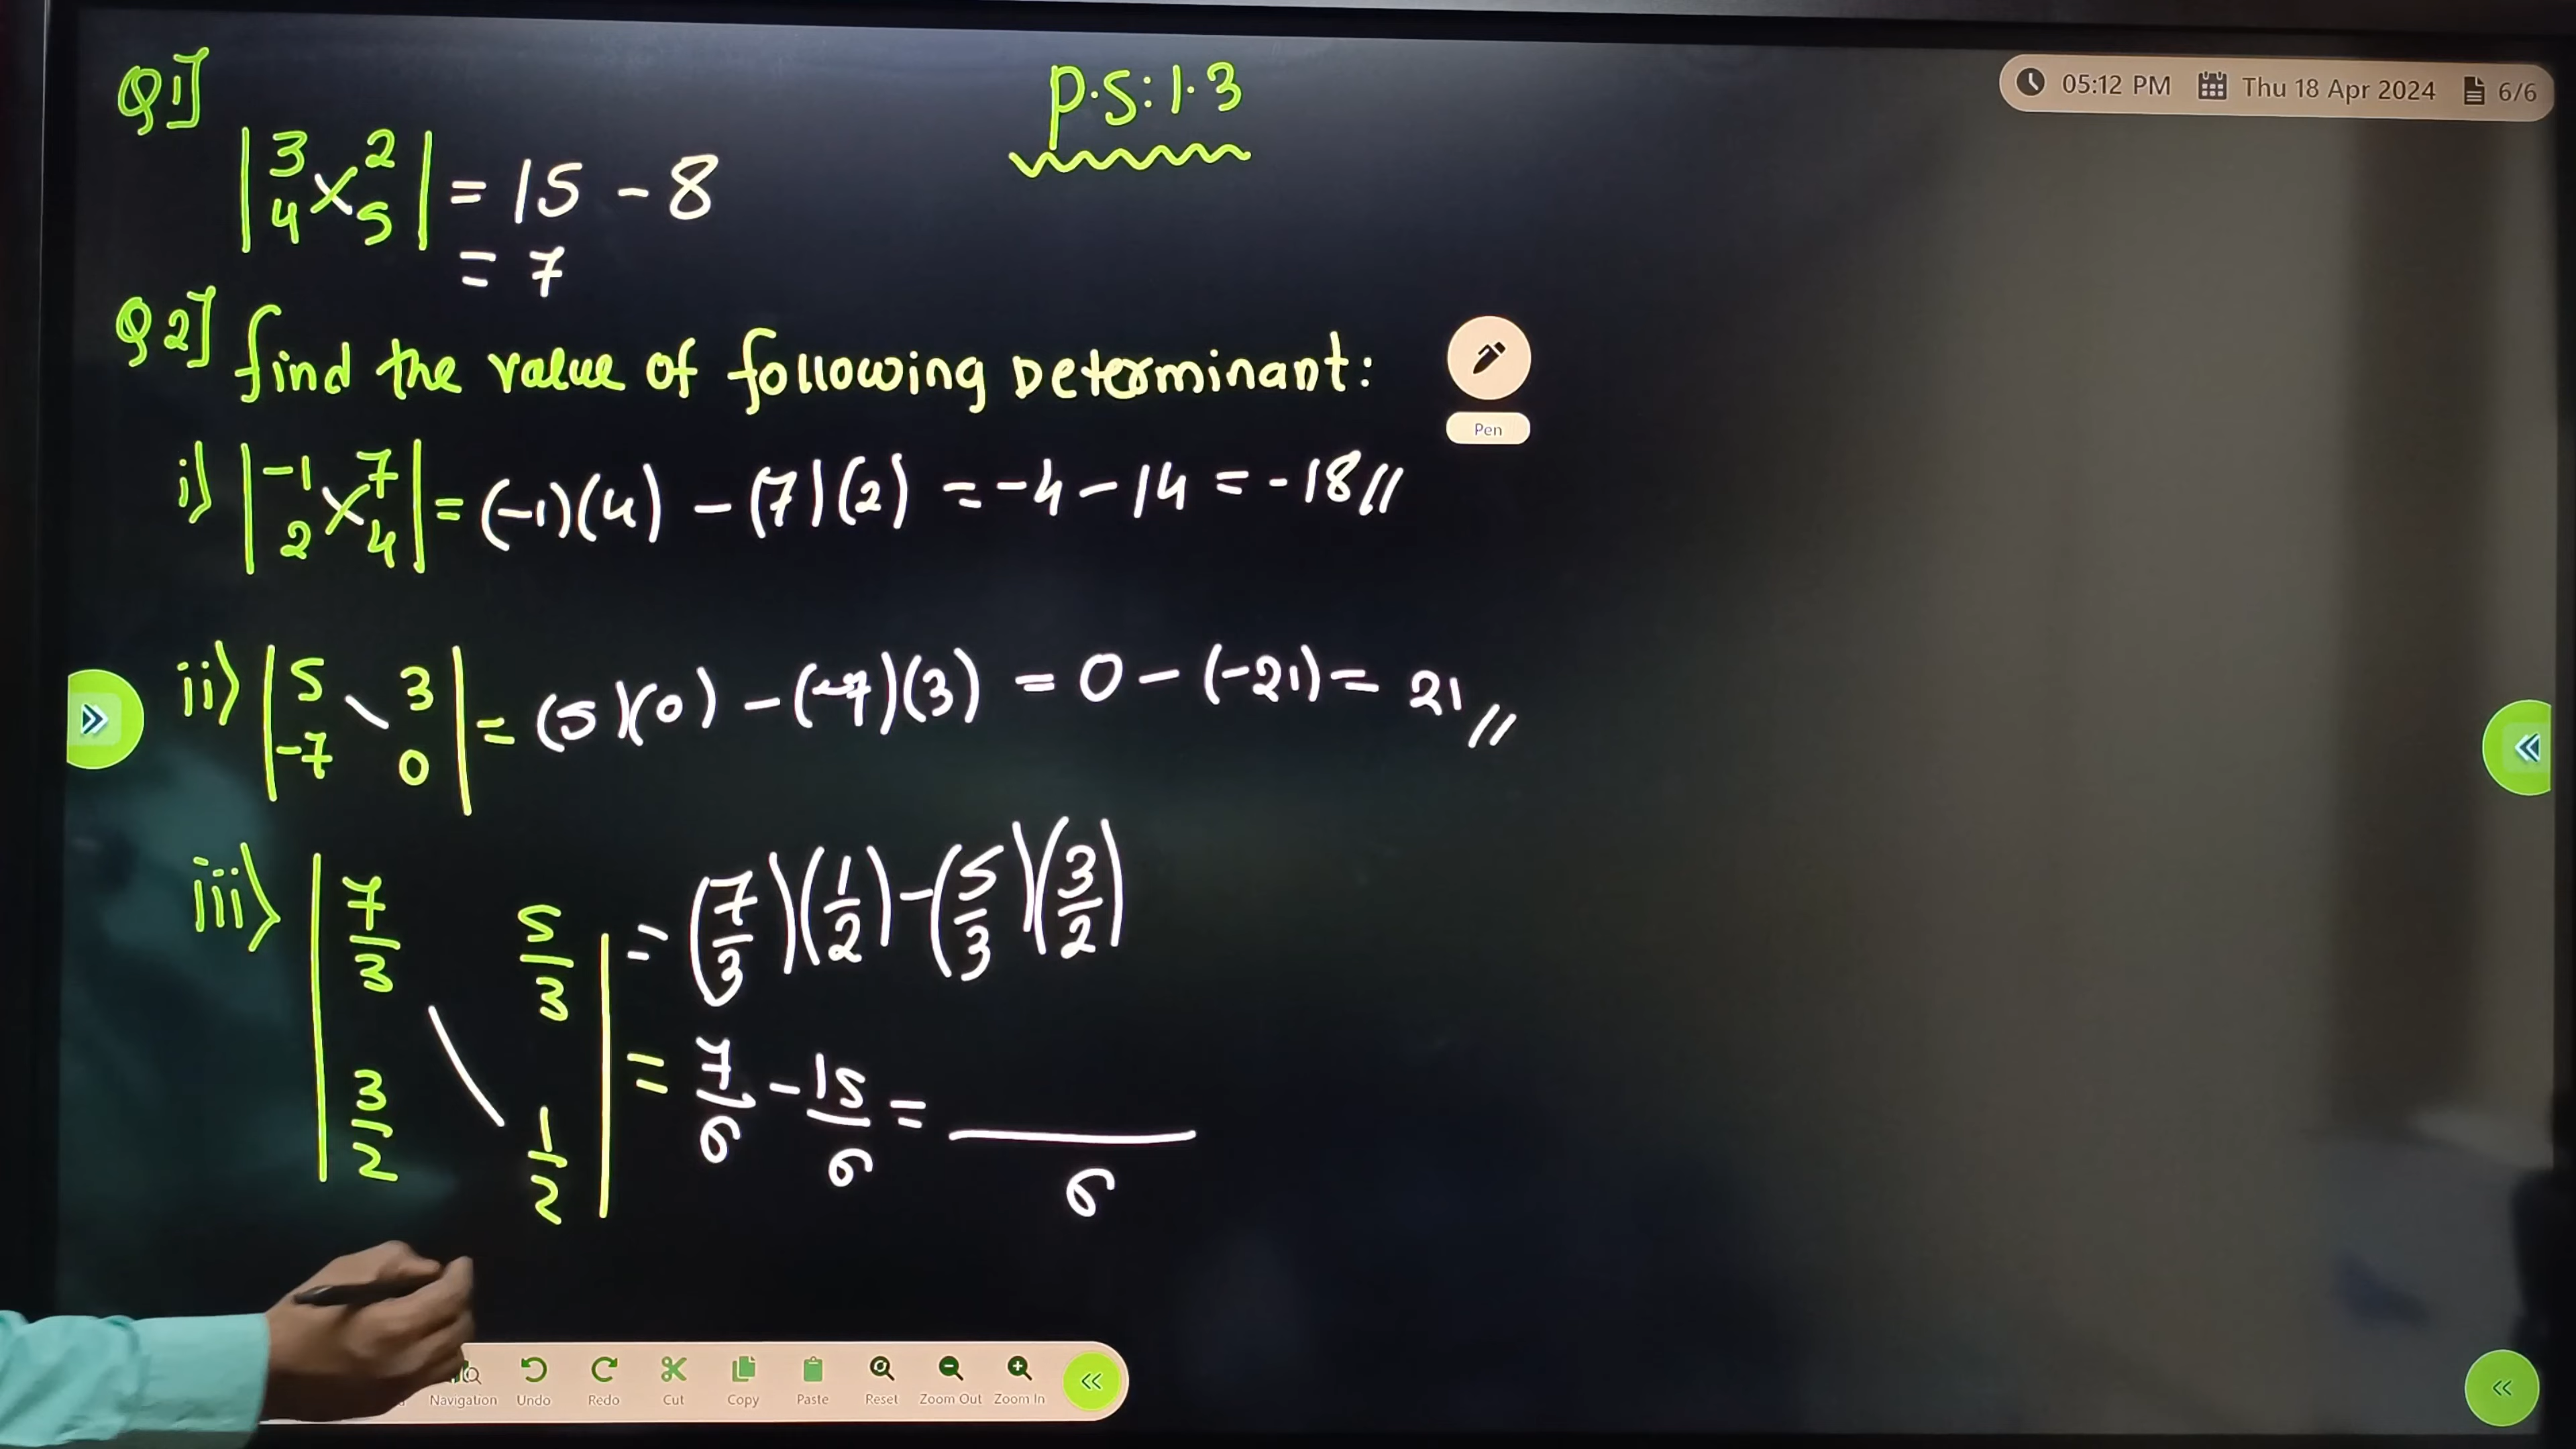 Q1] P.S:1.3
05:12 PM Thu 18 Apr 2024 6/6
|3 2|
|4 5| = 15 - 8
= 7
Q2] find the value of following Determinant:
Pen
i) |-1 7|
|2 4| = (-1)(4) - (7)(2) = -4 - 14 = -18//
ii) |5 3|
|-7 0| = (5)(0) - (-7)(3) = 0 - (-21) = 21//
iii) |7/3 5/3| = (7/3)(1/2) - (5/3)(3/2)
|3/2 1/2| = 7/6 - 15/6 = /6
Navigation Undo Redo Cut Copy Paste Reset Zoom Out Zoom In